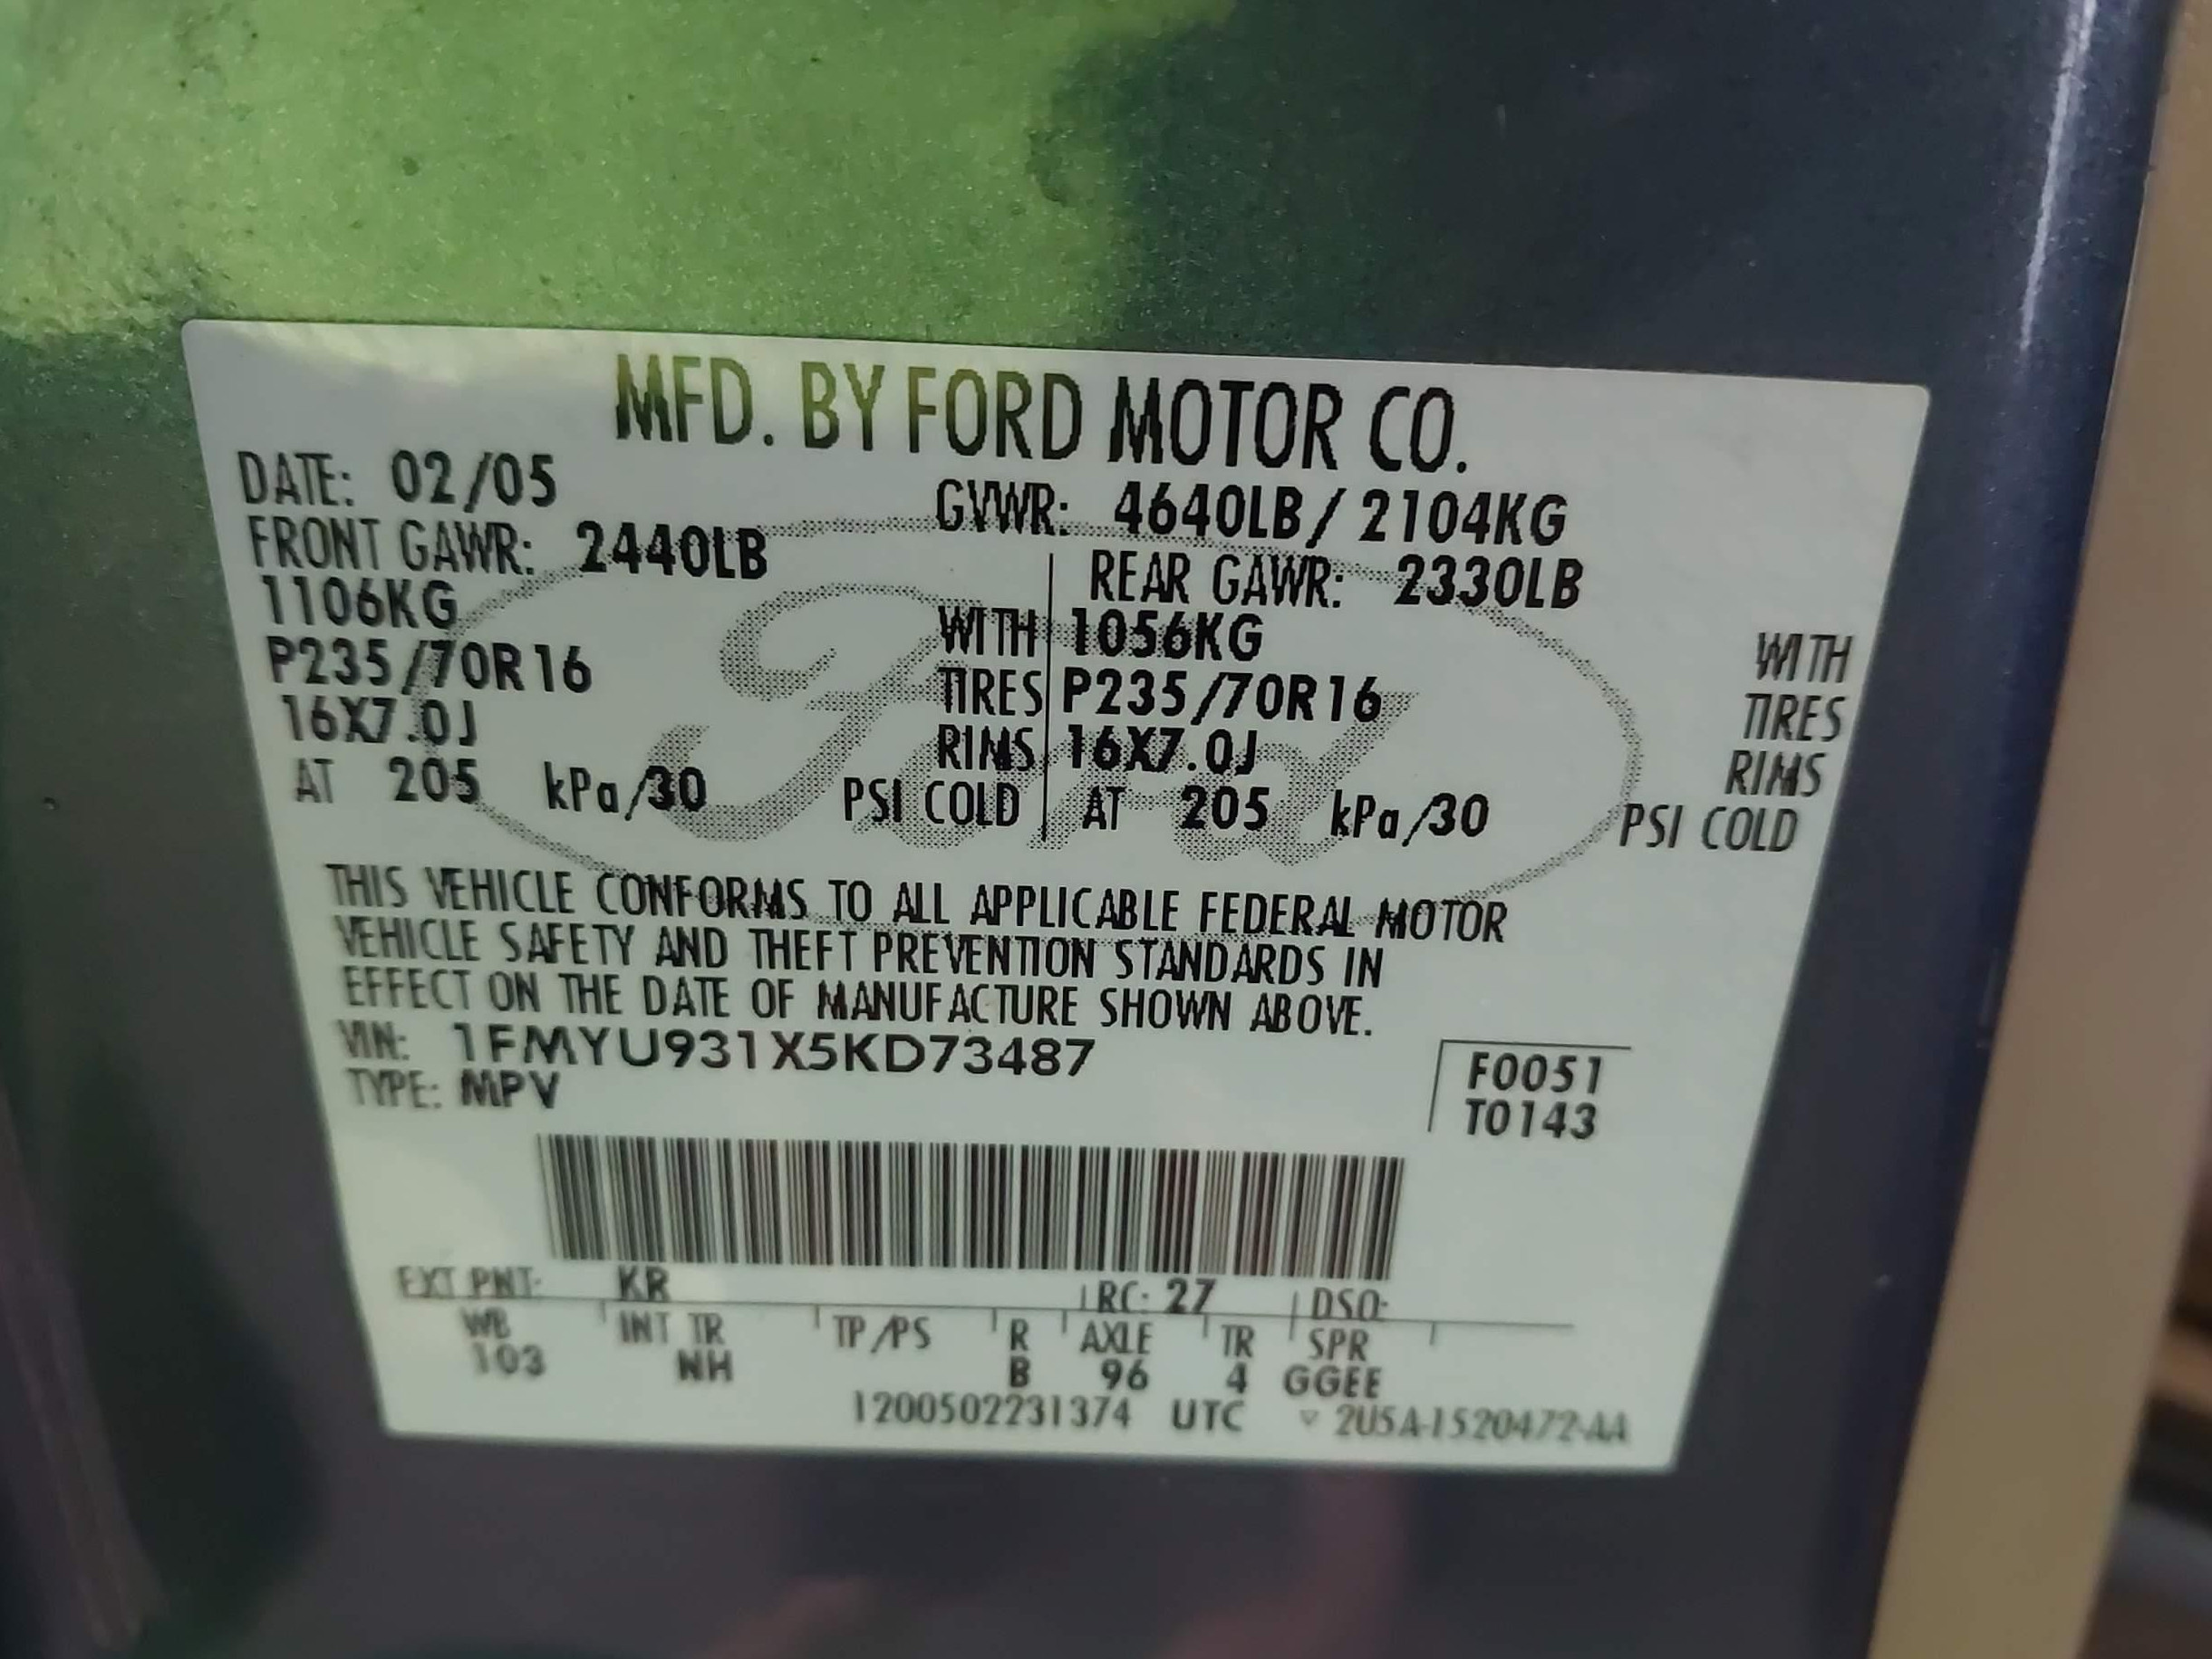 MFD. BY FORD MOTOR CO.
DATE: 02/05 GVWR: 4640LB/2104KG
FRONT GAWR: 2440LB REAR GAWR: 2330LB
1106KG WITH 1056KG WITH
P235/70R16 TIRES P235/70R16 TIRES
16X7.0J RIMS 16X7.0J RIMS
AT 205 kPa/30 PSI COLD AT 205 kPa/30 PSI COLD
Ford
THIS VEHICLE CONFORMS TO ALL APPLICABLE FEDERAL MOTOR
VEHICLE SAFETY AND THEFT PREVENTION STANDARDS IN
EFFECT ON THE DATE OF MANUFACTURE SHOWN ABOVE.
VIN: 1FMYU931X5KD73487
TYPE: MPV
F0051
T0143
EXT PNT: KR RC: 27 DSO:
WB INT TR TP/PS R AXLE TR SPR
103 NH B 96 4 GGEE
1200502231374 UTC ▽ 2U5A-1520472-AA